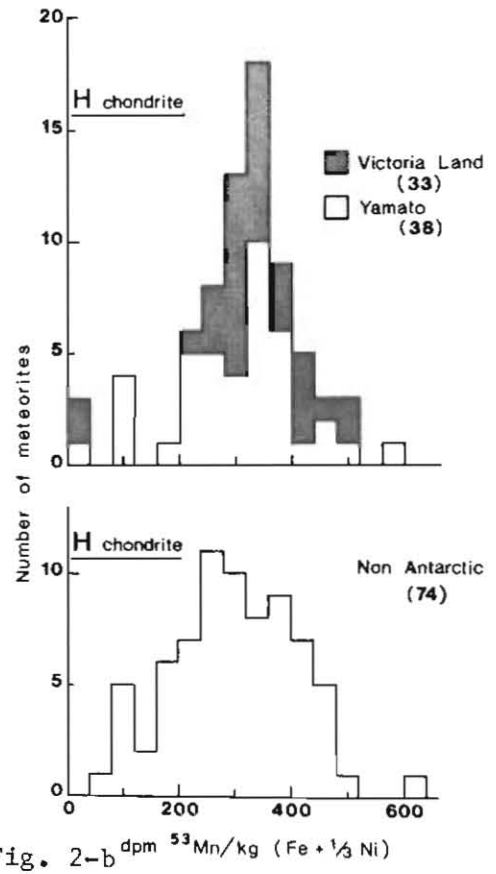 20
15
10
5
0
H chondrite
Victoria Land
(33)
Yamato
(38)
Number of meteorites
H chondrite
Non Antarctic
(74)
10
5
0
0 200 400 600
Fig. 2-b dpm ⁵³Mn/kg (Fe + ⅓ Ni)